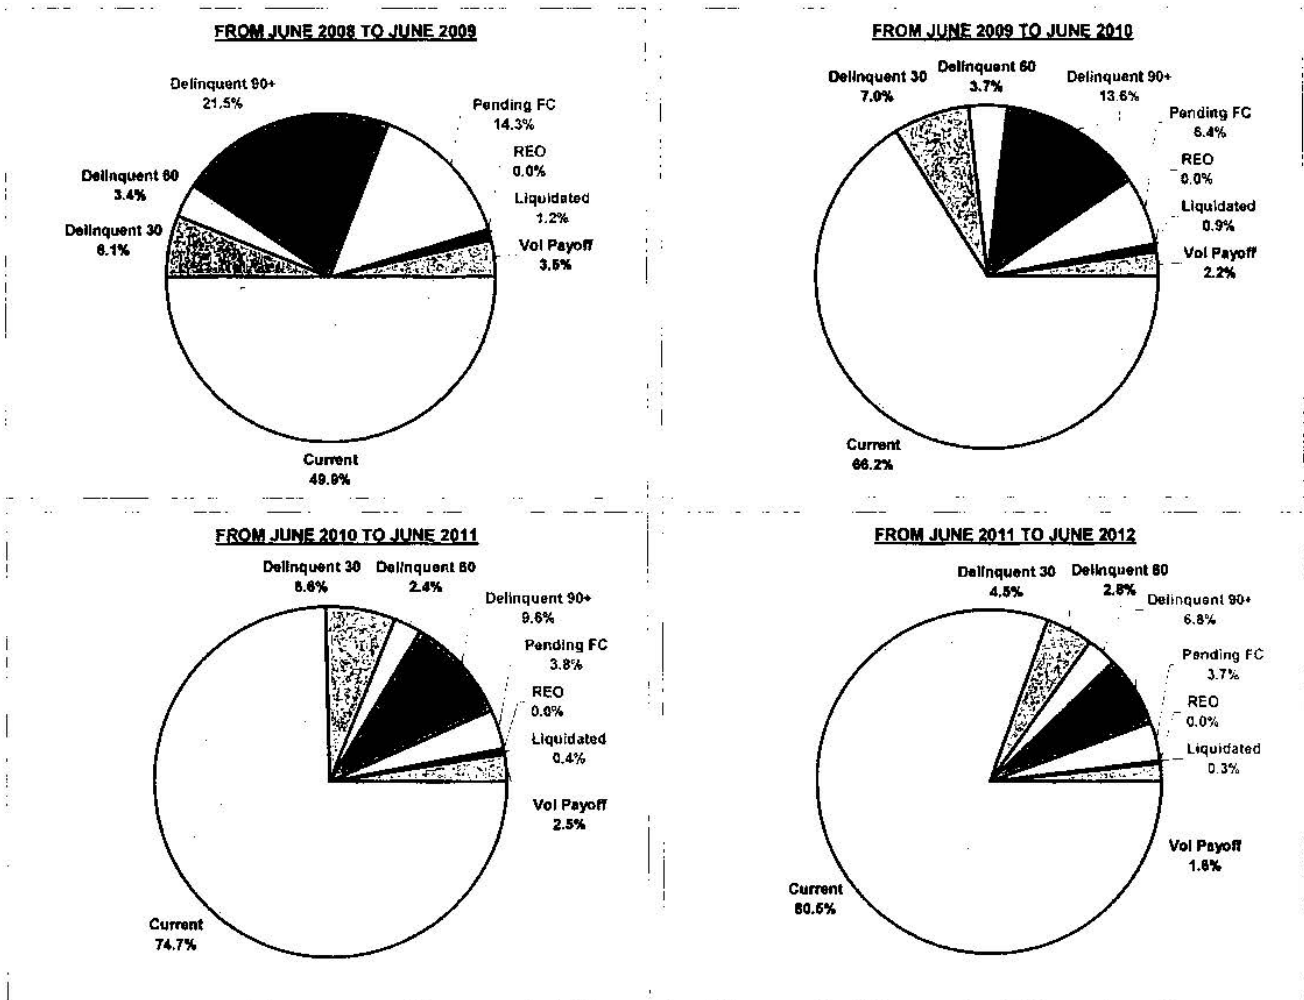 FROM JUNE 2008 TO JUNE 2009
Delinquent 90+
21.5%
Pending FC
14.3%
REO
0.0%
Liquidated
1.2%
Vol Payoff
3.5%
Delinquent 60
3.4%
Delinquent 30
6.1%
Current
49.9%
FROM JUNE 2009 TO JUNE 2010
Delinquent 30
7.0%
Delinquent 60
3.7%
Delinquent 90+
13.6%
Pending FC
6.4%
REO
0.0%
Liquidated
0.9%
Vol Payoff
2.2%
Current
66.2%
FROM JUNE 2010 TO JUNE 2011
Delinquent 30
6.6%
Delinquent 60
2.4%
Delinquent 90+
9.6%
Pending FC
3.8%
REO
0.0%
Liquidated
0.4%
Vol Payoff
2.5%
Current
74.7%
FROM JUNE 2011 TO JUNE 2012
Delinquent 30
4.5%
Delinquent 60
Delinquent 90+
6.8%
Pending FC
3.7%
REO
0.0%
Liquidated
0.3%
Vol Payoff
1.6%
Current
80.5%